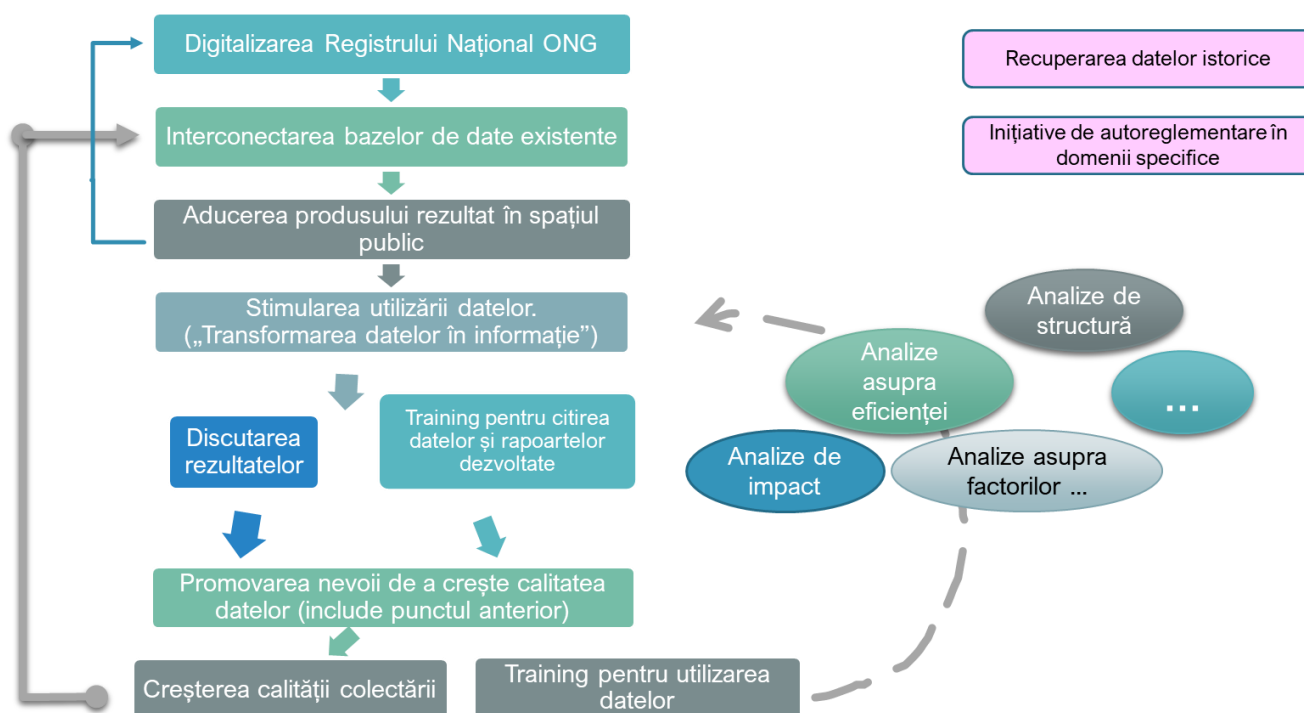 Digitalizarea Registrului Național ONG
Interconectarea bazelor de date existente
Aducerea produsului rezultat în spațiul
public
Stimularea utilizării datelor.
(„Transformarea datelor în informație”)
Discutarea
rezultatelor
Training pentru citirea
datelor și rapoartelor
dezvoltate
Promovarea nevoii de a crește calitatea
datelor (include punctul anterior)
Creșterea calității colectării
Training pentru utilizarea
datelor
Recuperarea datelor istorice
Inițiative de autoreglementare în
domenii specifice
Analize de
structură
Analize
asupra
eficienței
...
Analize de
impact
Analize asupra
factorilor ...